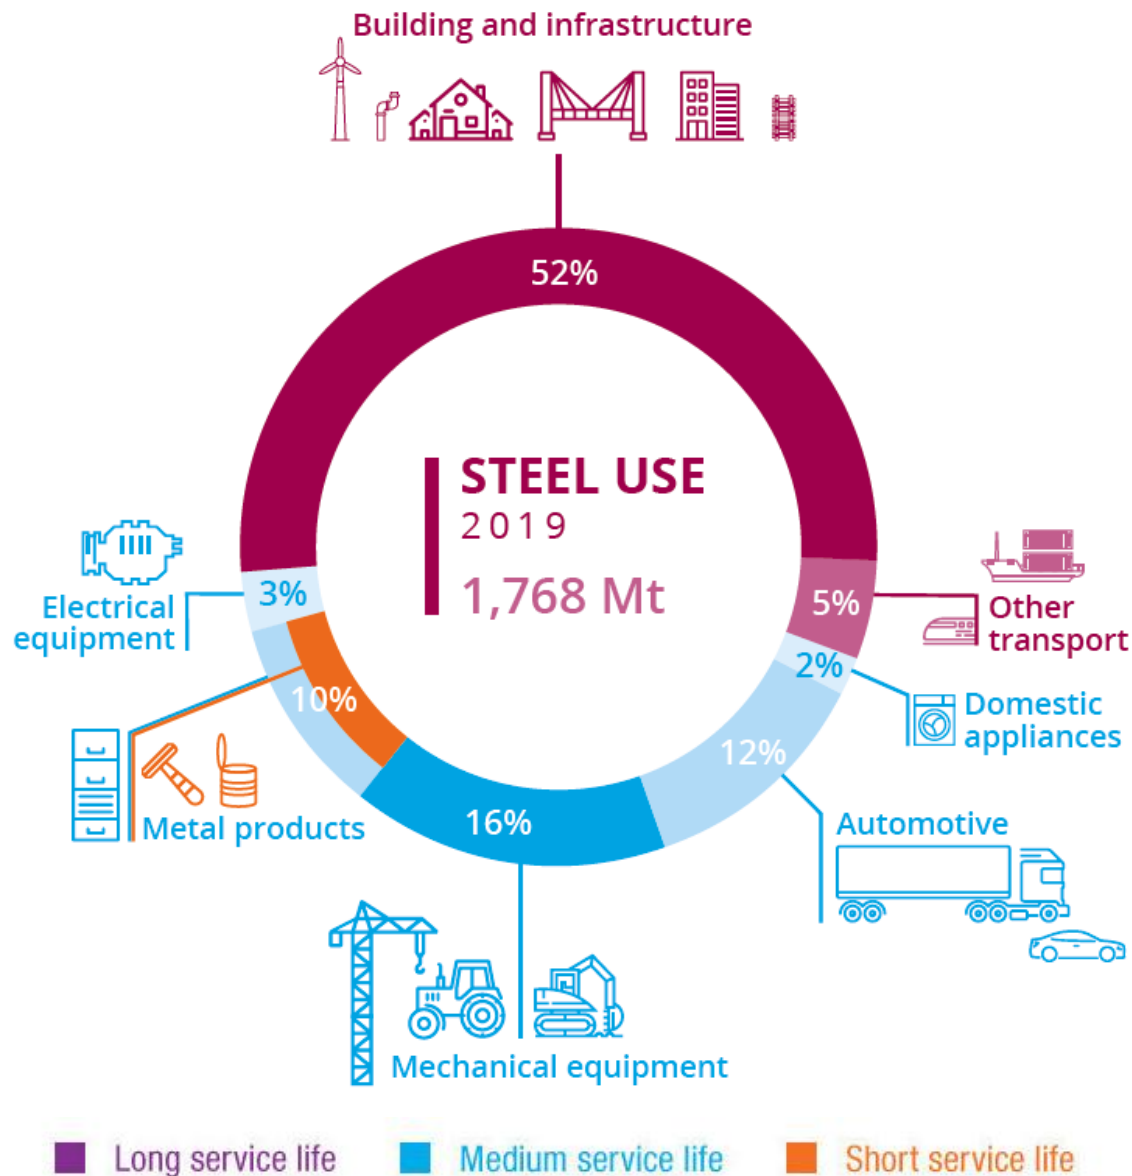 Building and infrastructure
52%
STEEL USE
2019
1,768 Mt
3%
Electrical
equipment
5%
Other
transport
2%
Domestic
appliances
10%
12%
Metal products
16%
Automotive
Mechanical equipment
Long service life
Medium service life
Short service life